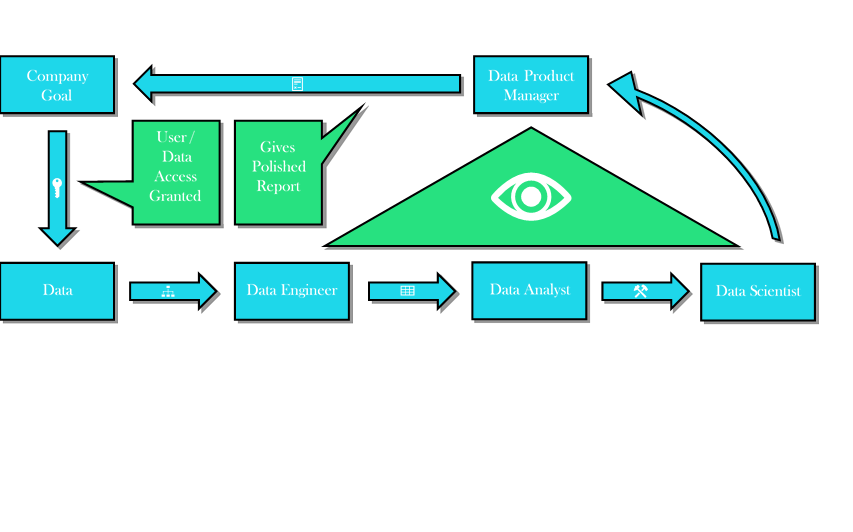 Company
Goal
Data Product
Manager
User /
Data
Access
Granted
Gives
Polished
Report
Data
Data Engineer
Data Analyst
Data Scientist